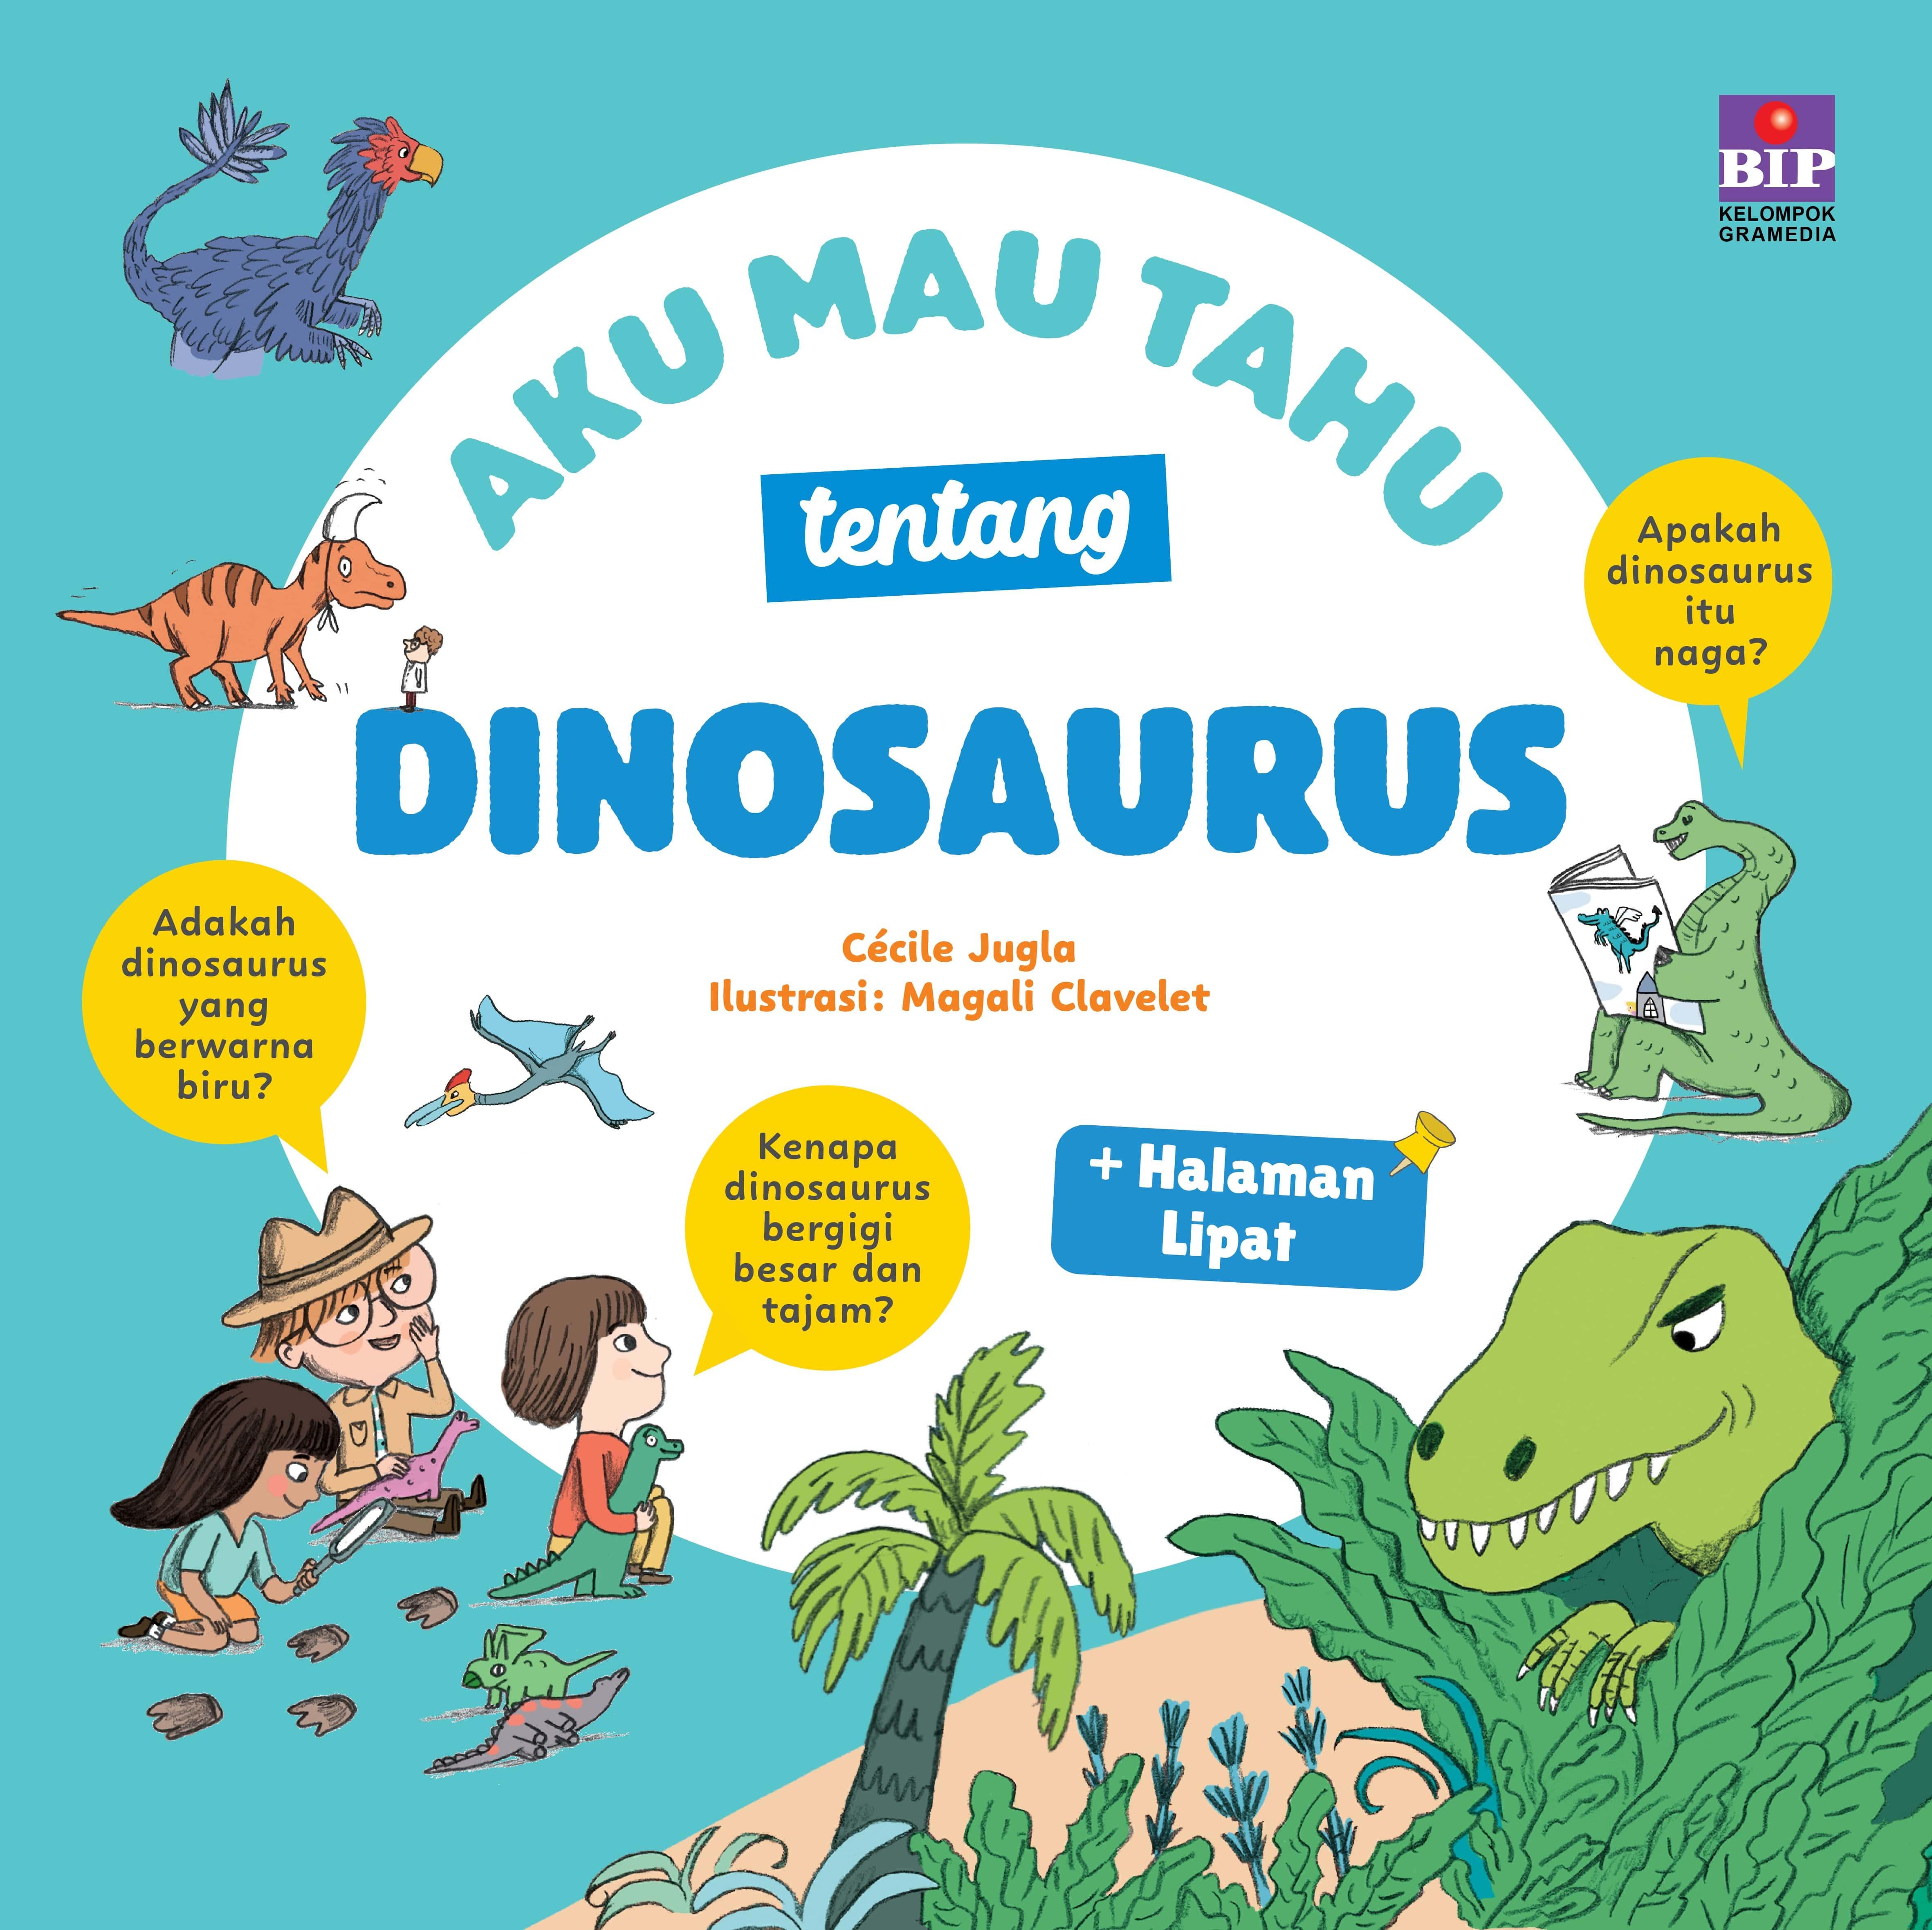 BIP
KELOMPOK
GRAMEDIA
AKU MAU TAHU
tentang
DINOSAURUS
Apakah
dinosaurus
itu
naga?
Cécile Jugla
Ilustrasi: Magali Clavelet
Adakah
dinosaurus
yang
berwarna
biru?
Kenapa
dinosaurus
bergigi
besar dan
tajam?
+ Halaman
Lipat